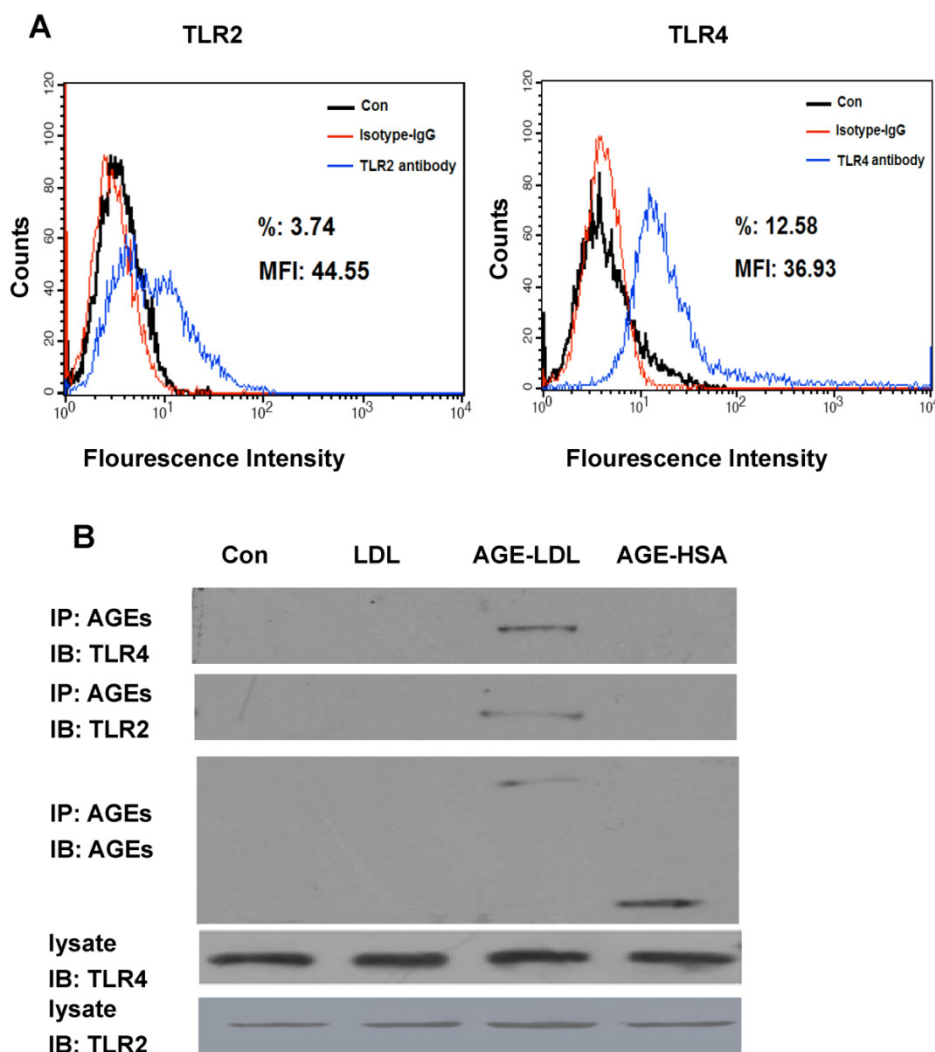 A
TLR2
TLR4
Con
Isotype-IgG
TLR2 antibody
%: 3.74
MFI: 44.55
Counts
0
20
40
60
80
100
120
10^0
10^1
10^2
10^3
10^4
Flourescence Intensity
Con
Isotype-IgG
TLR4 antibody
%: 12.58
MFI: 36.93
Counts
0
20
40
60
80
100
120
10^0
10^1
10^2
10^3
10^4
Flourescence Intensity
B
Con LDL AGE-LDL AGE-HSA
IP: AGEs
IB: TLR4
IP: AGEs
IB: TLR2
IP: AGEs
IB: AGEs
lysate
IB: TLR4
lysate
IB: TLR2